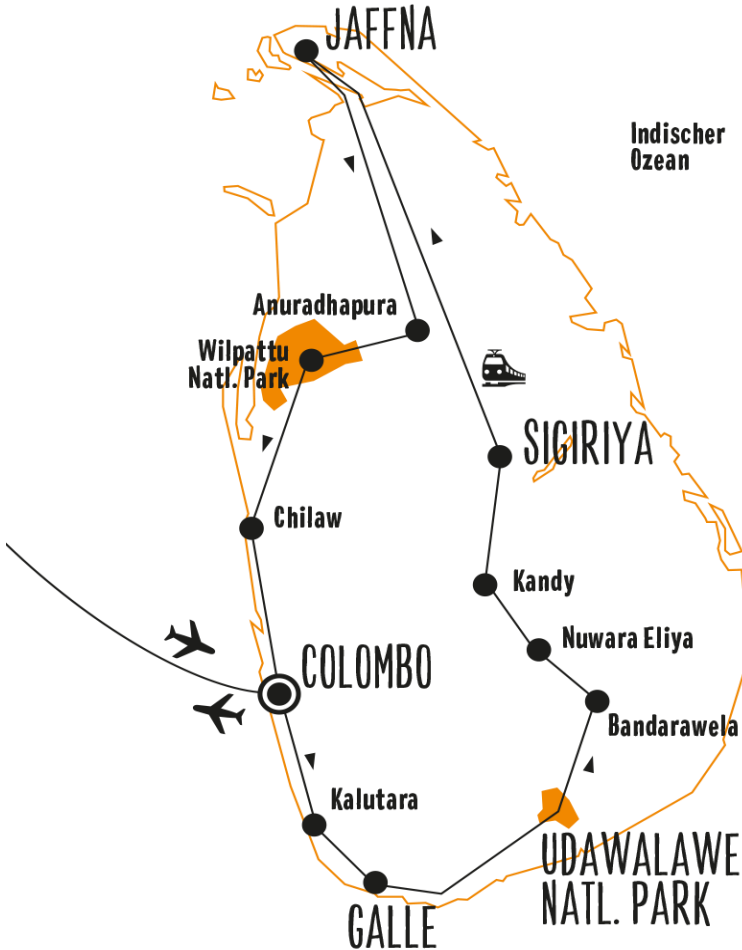 JAFFNA
Indischer
Ozean
Anuradhapura
Wilpattu
Natl. Park
SIGIRIYA
Chilaw
Kandy
Nuwara Eliya
COLOMBO
Bandarawela
Kalutara
UDAWALAWE
NATL. PARK
GALLE